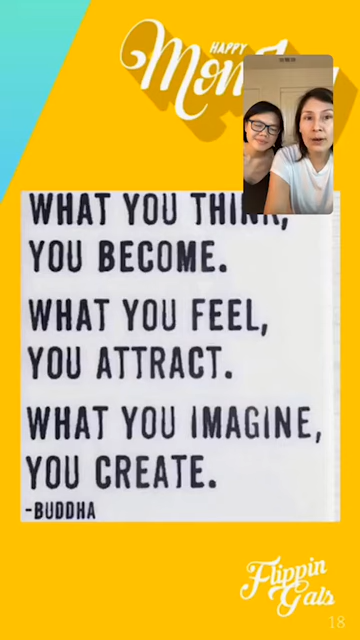 HAPPY
WHAT YOU THINK,
YOU BECOME.
WHAT YOU FEEL,
YOU ATTRACT.
WHAT YOU IMAGINE,
YOU CREATE.
-BUDDHA
Flippin
Gals
18